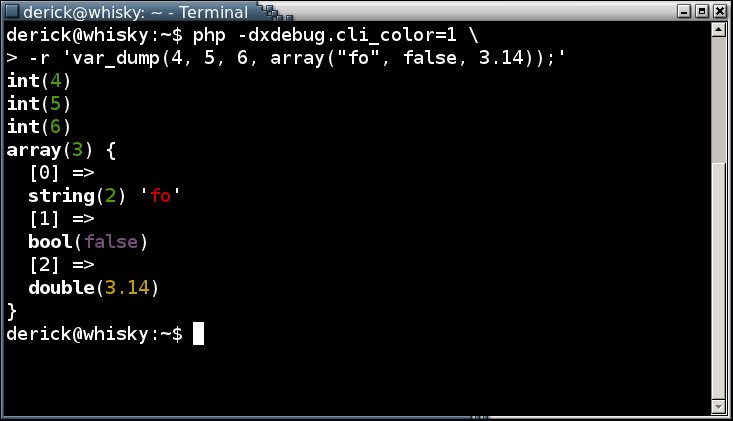 derick@whisky: ~ - Terminal
derick@whisky:~$ php -dxdebug.cli_color=1 \
> -r 'var_dump(4, 5, 6, array("fo", false, 3.14));'
int(4)
int(5)
int(6)
array(3) {
  [0] =>
  string(2) 'fo'
  [1] =>
  bool(false)
  [2] =>
  double(3.14)
}
derick@whisky:~$